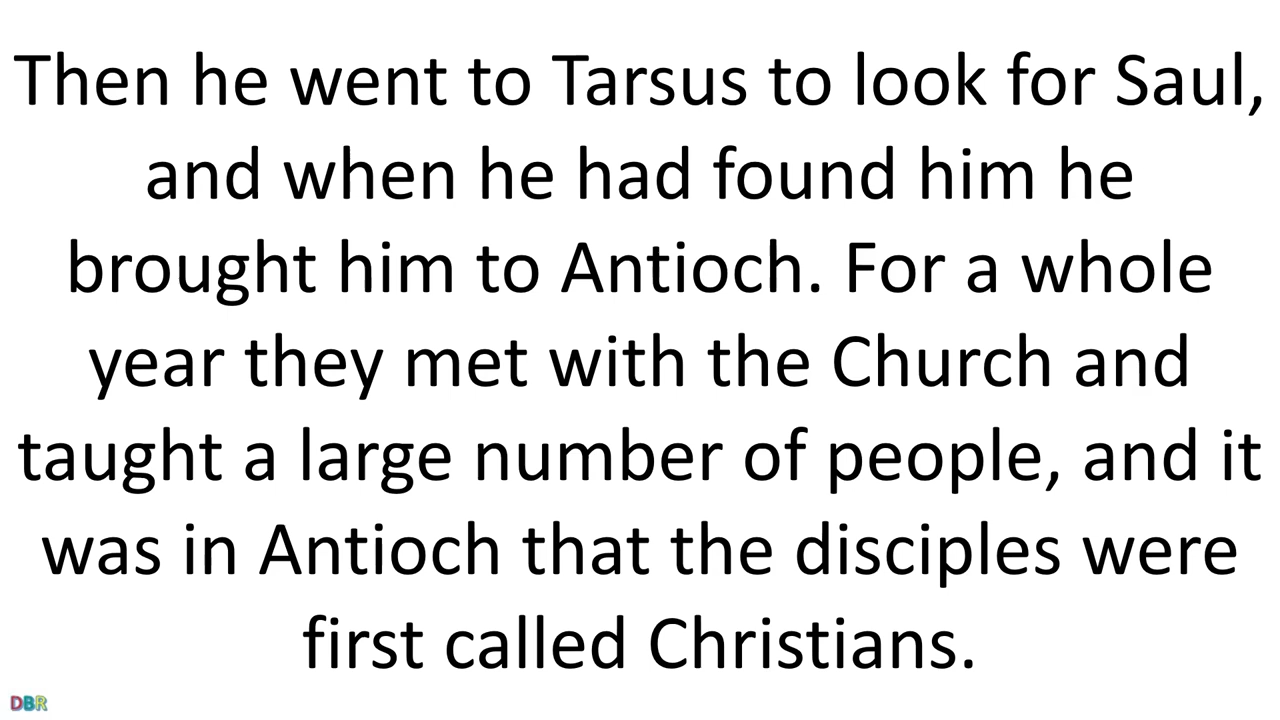 Then he went to Tarsus to look for Saul,
and when he had found him he
brought him to Antioch. For a whole
year they met with the Church and
taught a large number of people, and it
was in Antioch that the disciples were
first called Christians.
DBR